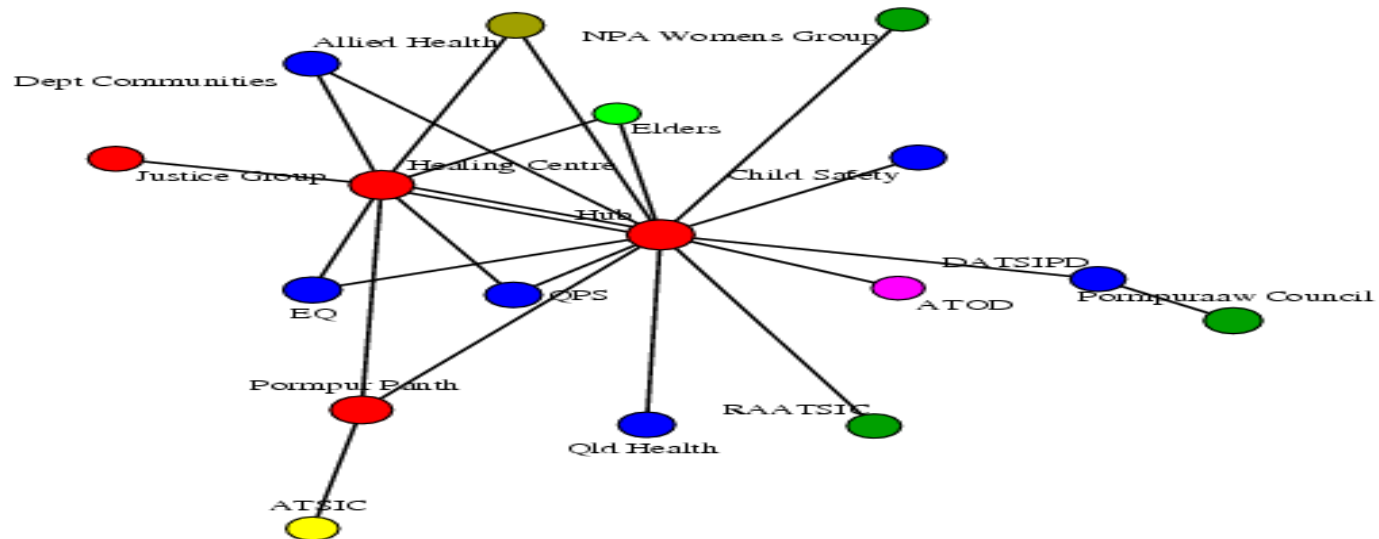 Allied Health
NPA Womens Group
Dept Communities
Elders
Healing Centre
Justice Group
Child Safety
Hub
DATSIPD
QPS
Pormpuraaw Council
EQ
ATOD
Pormpur Panth
RAATSIC
Qld Health
ATSIC